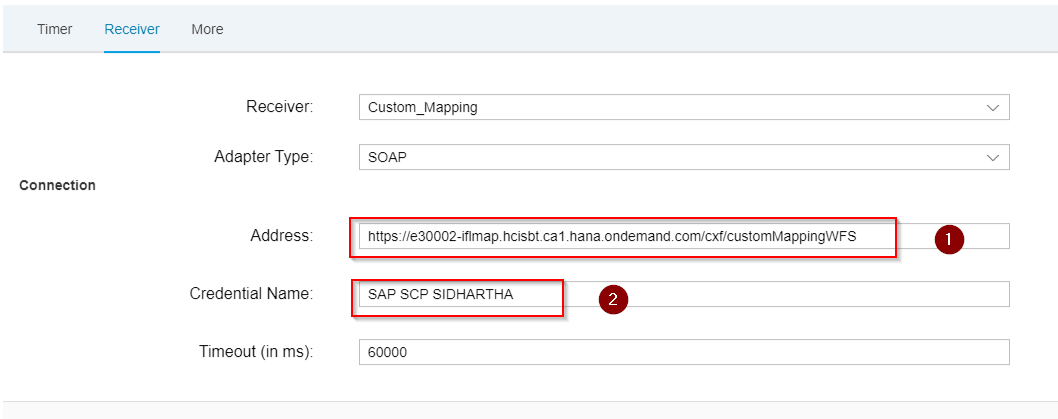 Timer Receiver More
Receiver: Custom_Mapping
Adapter Type: SOAP
Connection
Address: https://e30002-iflmap.hcisbt.ca1.hana.ondemand.com/cxf/customMappingWFS 1
Credential Name: SAP SCP SIDHARTHA 2
Timeout (in ms): 60000